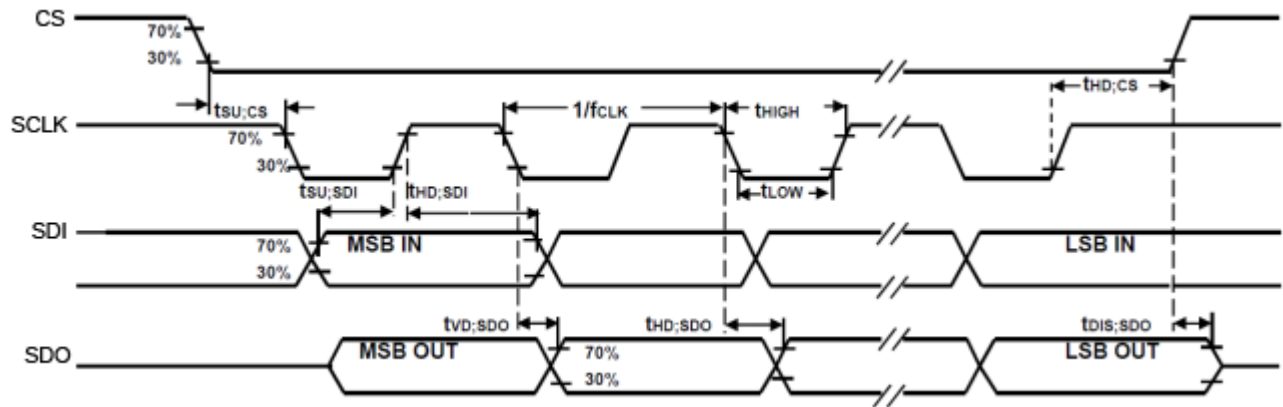 CS
70%
30%
tSU;CS
1/fCLK
tHIGH
tHD;CS
SCLK
70%
30%
tSU;SDI
tHD;SDI
tLOW
SDI
70%
30%
MSB IN
LSB IN
tVD;SDO
tHD;SDO
tDIS;SDO
SDO
MSB OUT
70%
30%
LSB OUT